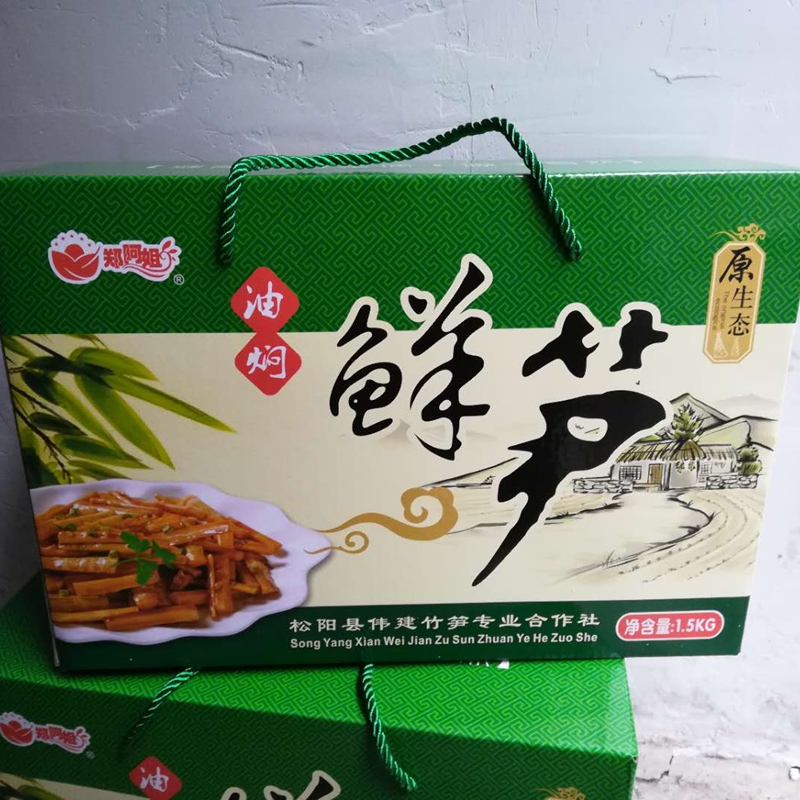 郑阿姐
®
油焖
鲜笋
原生态
松阳县伟建竹笋专业合作社
Song Yang Xian Wei Jian Zu Sun Zhuan Ye He Zuo She
净含量:1.5KG
郑阿姐
油